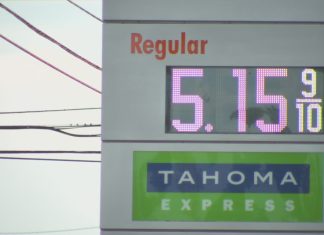 Regular
5.15 9/10
TAHOMA
EXPRESS